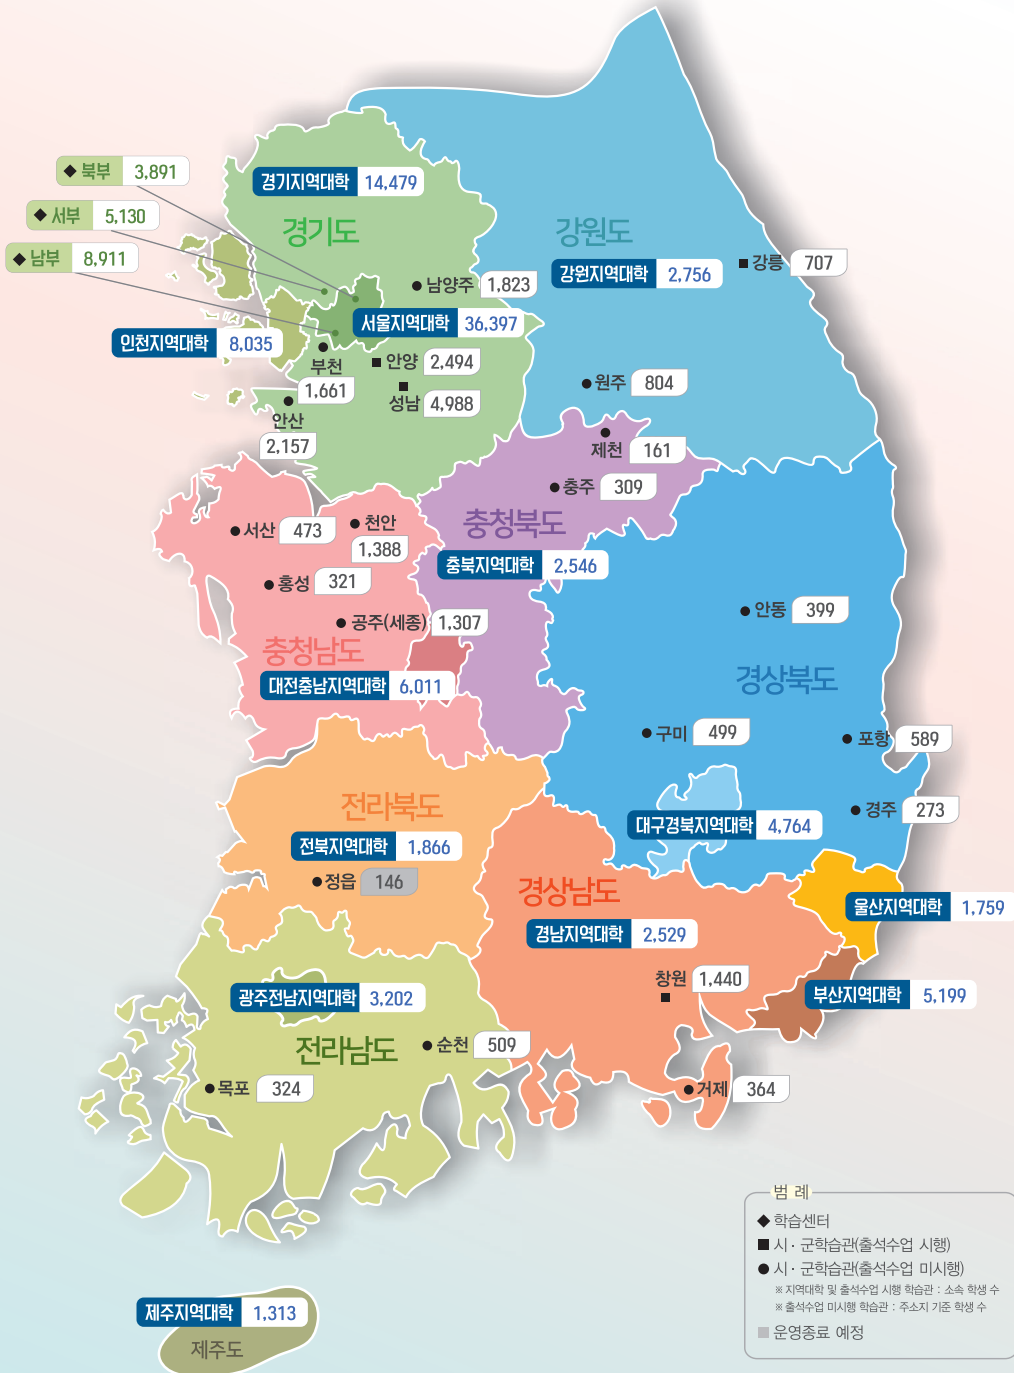 북부 3,891
서부 5,130
남부 8,911
경기지역대학 14,479
경기도
강원도
강원지역대학 2,756
강릉 707
남양주 1,823
서울지역대학 36,397
인천지역대학 8,035
부천
1,661
안양 2,494
성남 4,988
안산
2,157
원주 804
제천 161
충주 309
충청북도
충북지역대학 2,546
서산 473
천안
1,388
홍성 321
공주(세종) 1,307
충청남도
대전충남지역대학 6,011
안동 399
경상북도
구미 499
포항 589
경주 273
대구경북지역대학 4,764
전라북도
전북지역대학 1,866
정읍 146
경상남도
경남지역대학 2,529
창원 1,440
울산지역대학 1,759
부산지역대학 5,199
광주전남지역대학 3,202
전라남도
순천 509
목포 324
거제 364
제주지역대학 1,313
제주도
범 례
학습센터
시 · 군학습관(출석수업 시행)
시 · 군학습관(출석수업 미시행)
※ 지역대학 및 출석수업 시행 학습관 : 소속 학생 수
※ 출석수업 미시행 학습관 : 주소지 기준 학생 수
운영종료 예정